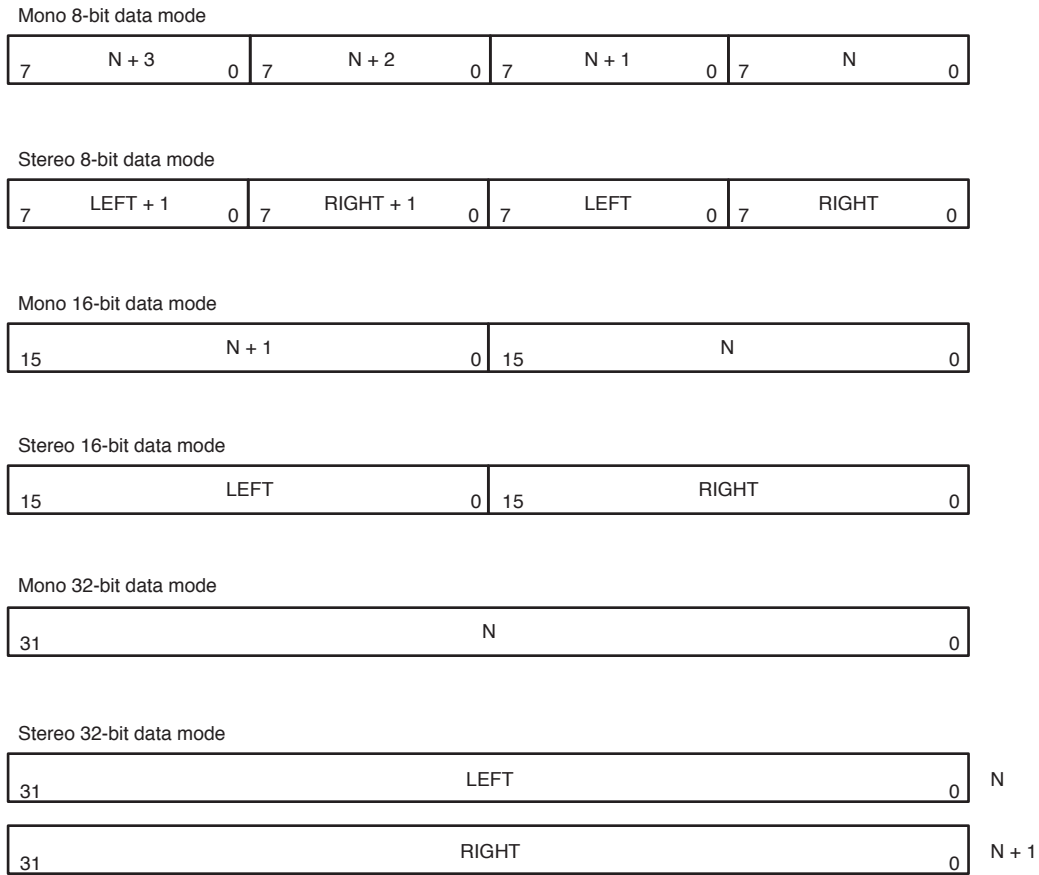 Mono 8-bit data mode
N + 3 N + 2 N + 1 N
7 0 7 0 7 0 7 0
Stereo 8-bit data mode
LEFT + 1 RIGHT + 1 LEFT RIGHT
7 0 7 0 7 0 7 0
Mono 16-bit data mode
N + 1 N
15 0 15 0
Stereo 16-bit data mode
LEFT RIGHT
15 0 15 0
Mono 32-bit data mode
N
31 0
Stereo 32-bit data mode
LEFT N
31 0
RIGHT N + 1
31 0